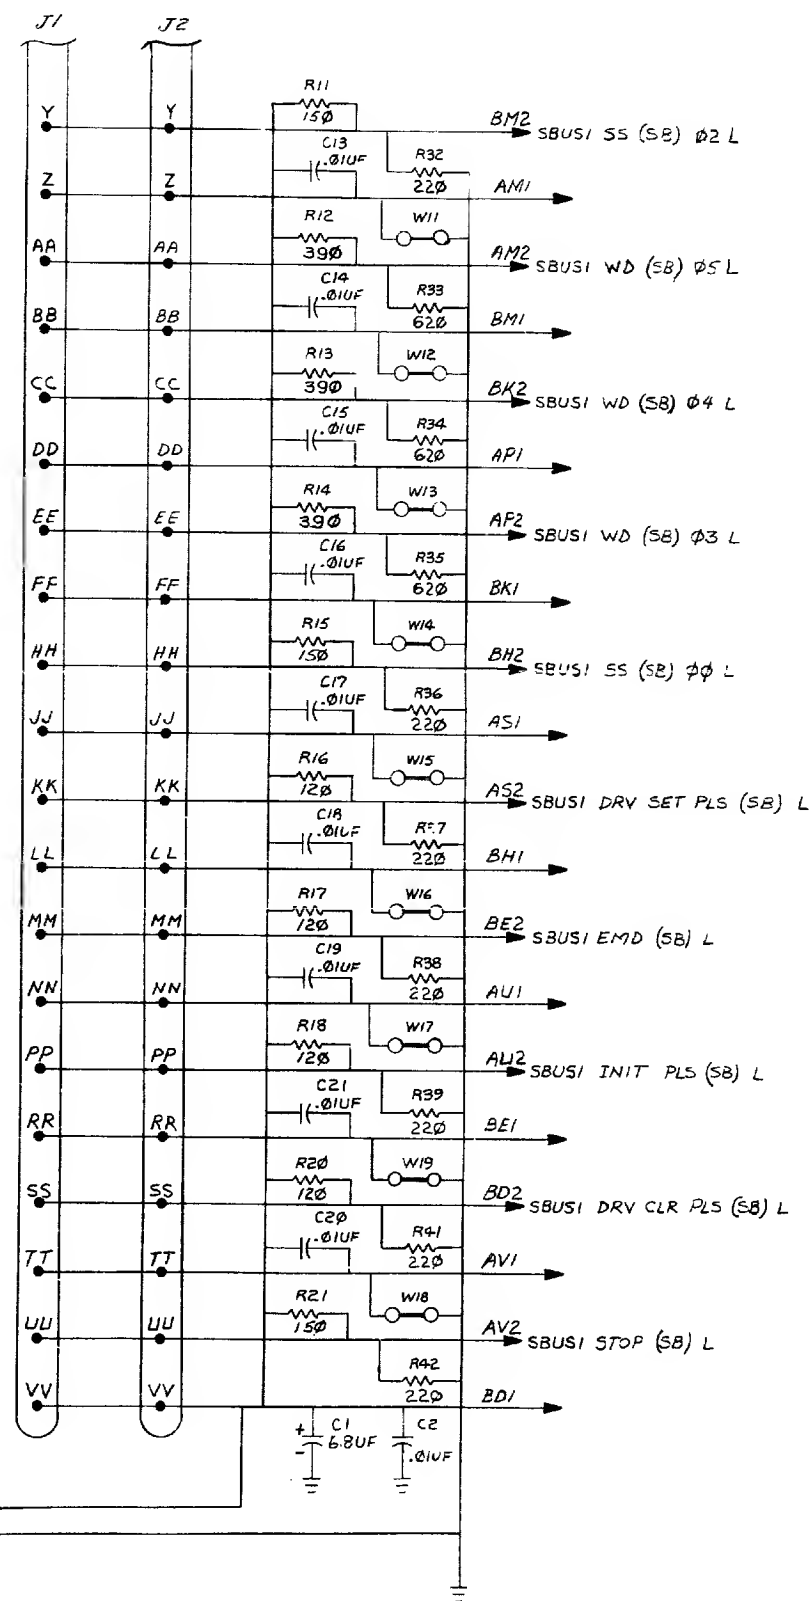 J1 J2
R11
Y Y 15Ø BM2
SBUS1 SS (SB) Ø2 L
C13
.Ø1UF R32
Z Z 22Ø AM1
R12 W11
AA AA 39Ø AM2
SBUS1 WD (SB) Ø5 L
C14
.Ø1UF R33
BB BB 62Ø BM1
R13 W12
CC CC 39Ø BK2
SBUS1 WD (SB) Ø4 L
C15
.Ø1UF R34
DD DD 62Ø AP1
R14 W13
EE EE 39Ø AP2
SBUS1 WD (SB) Ø3 L
C16
.Ø1UF R35
FF FF 62Ø BK1
R15 W14
HH HH 15Ø BH2
SBUS1 SS (SB) ØØ L
C17
.Ø1UF R36
JJ JJ 22Ø AS1
R16 W15
KK KK 12Ø AS2
SBUS1 DRV SET PLS (SB) L
C18
.Ø1UF
LL LL 22Ø BH1
R17 W16
MM MM 12Ø BE2
SBUS1 EMD (SB) L
C19
.Ø1UF R38
NN NN 22Ø AU1
R18 W17
PP PP 12Ø AU2
SBUS1 INIT PLS (SB) L
C21
.Ø1UF R39
RR RR 22Ø BE1
R2Ø W19
SS SS 12Ø BD2
SBUS1 DRV CLR PLS (SB) L
C2Ø
.Ø1UF R41
TT TT 22Ø AV1
R21 W18
UU UU 15Ø AV2
SBUS1 STOP (SB) L
R42
VV VV 22Ø BD1
+ C1 C2
- 6.8UF .Ø1UF